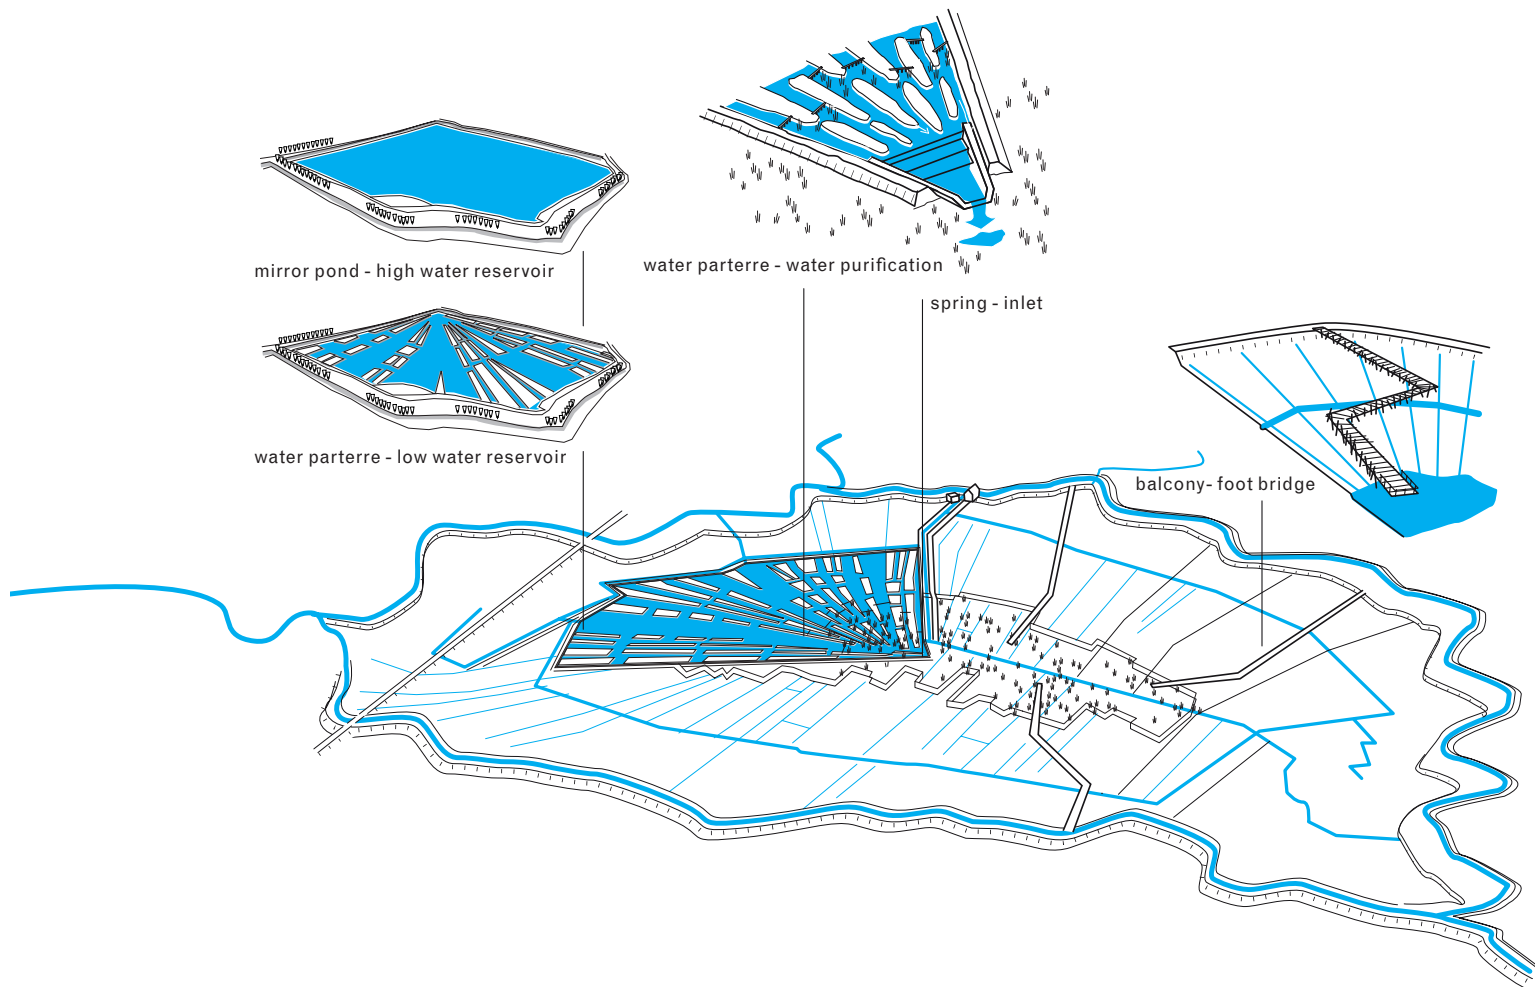 mirror pond - high water reservoir
water parterre - water purification
spring - inlet
water parterre - low water reservoir
balcony- foot bridge